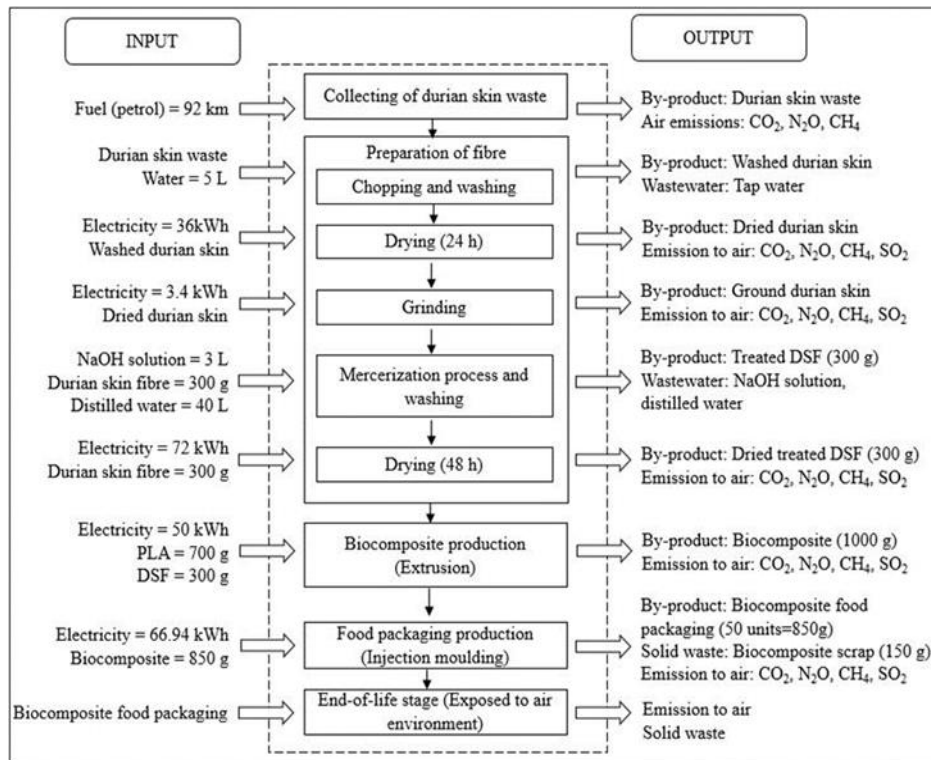 INPUT
OUTPUT
Fuel (petrol) = 92 km
Collecting of durian skin waste
By-product: Durian skin waste
Air emissions: CO₂, N₂O, CH₄
Preparation of fibre
Durian skin waste
Water = 5 L
Chopping and washing
By-product: Washed durian skin
Wastewater: Tap water
Electricity = 36kWh
Washed durian skin
Drying (24 h)
By-product: Dried durian skin
Emission to air: CO₂, N₂O, CH₄, SO₂
Electricity = 3.4 kWh
Dried durian skin
Grinding
By-product: Ground durian skin
Emission to air: CO₂, N₂O, CH₄, SO₂
NaOH solution = 3 L
Durian skin fibre = 300 g
Distilled water = 40 L
Mercerization process and
washing
By-product: Treated DSF (300 g)
Wastewater: NaOH solution,
distilled water
Electricity = 72 kWh
Durian skin fibre = 300 g
Drying (48 h)
By-product: Dried treated DSF (300 g)
Emission to air: CO₂, N₂O, CH₄, SO₂
Electricity = 50 kWh
PLA = 700 g
DSF = 300 g
Biocomposite production
(Extrusion)
By-product: Biocomposite (1000 g)
Emission to air: CO₂, N₂O, CH₄, SO₂
Electricity = 66.94 kWh
Biocomposite = 850 g
Food packaging production
(Injection moulding)
By-product: Biocomposite food
packaging (50 units=850g)
Solid waste: Biocomposite scrap (150 g)
Emission to air: CO₂, N₂O, CH₄, SO₂
Biocomposite food packaging
End-of-life stage (Exposed to air
environment)
Emission to air
Solid waste